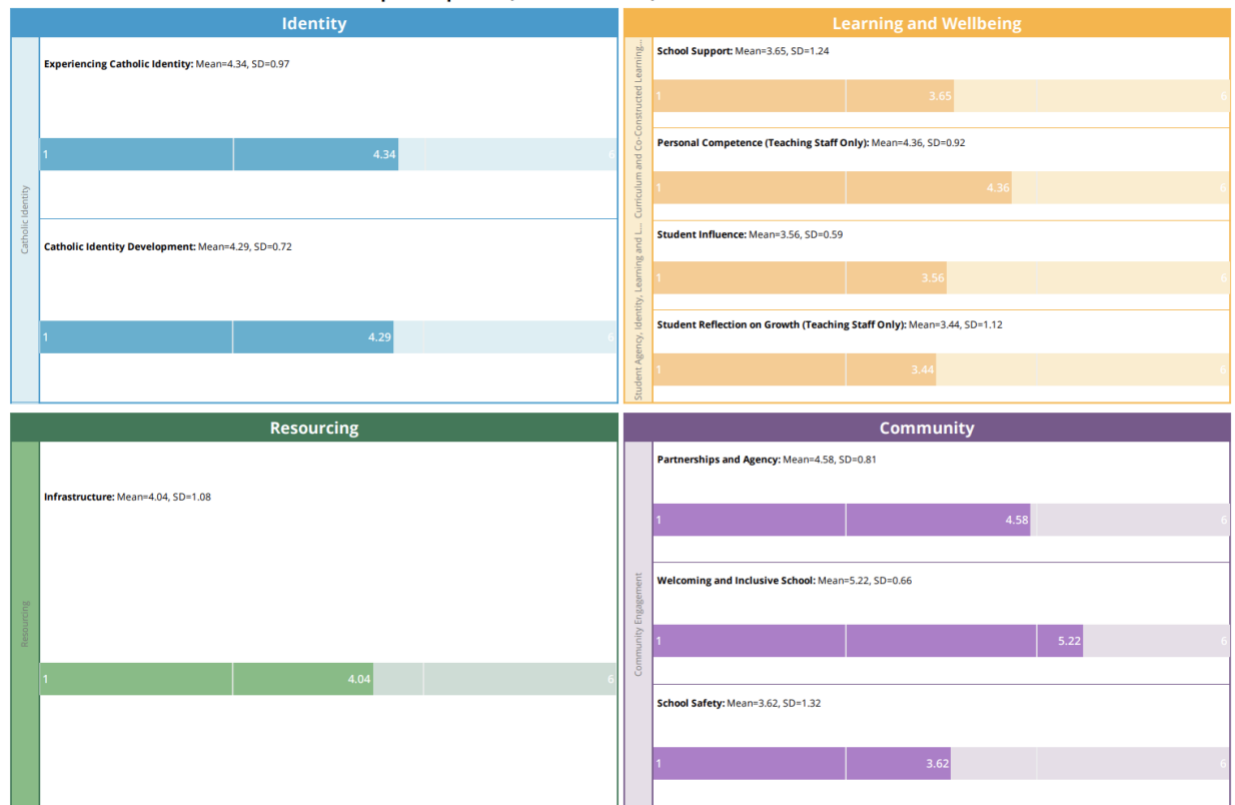 Identity
Catholic Identity
Experiencing Catholic Identity: Mean=4.34, SD=0.97
1 4.34 6
Catholic Identity Development: Mean=4.29, SD=0.72
1 4.29 6
Learning and Wellbeing
Curriculum and Co-Constructed Learning...
Student Agency, Identity, Learning and L...
School Support: Mean=3.65, SD=1.24
1 3.65 6
Personal Competence (Teaching Staff Only): Mean=4.36, SD=0.92
1 4.36 6
Student Influence: Mean=3.56, SD=0.59
1 3.56 6
Student Reflection on Growth (Teaching Staff Only): Mean=3.44, SD=1.12
1 3.44 6
Resourcing
Resourcing
Infrastructure: Mean=4.04, SD=1.08
1 4.04 6
Community
Community Engagement
Partnerships and Agency: Mean=4.58, SD=0.81
1 4.58 6
Welcoming and Inclusive School: Mean=5.22, SD=0.66
1 5.22 6
School Safety: Mean=3.62, SD=1.32
1 3.62 6